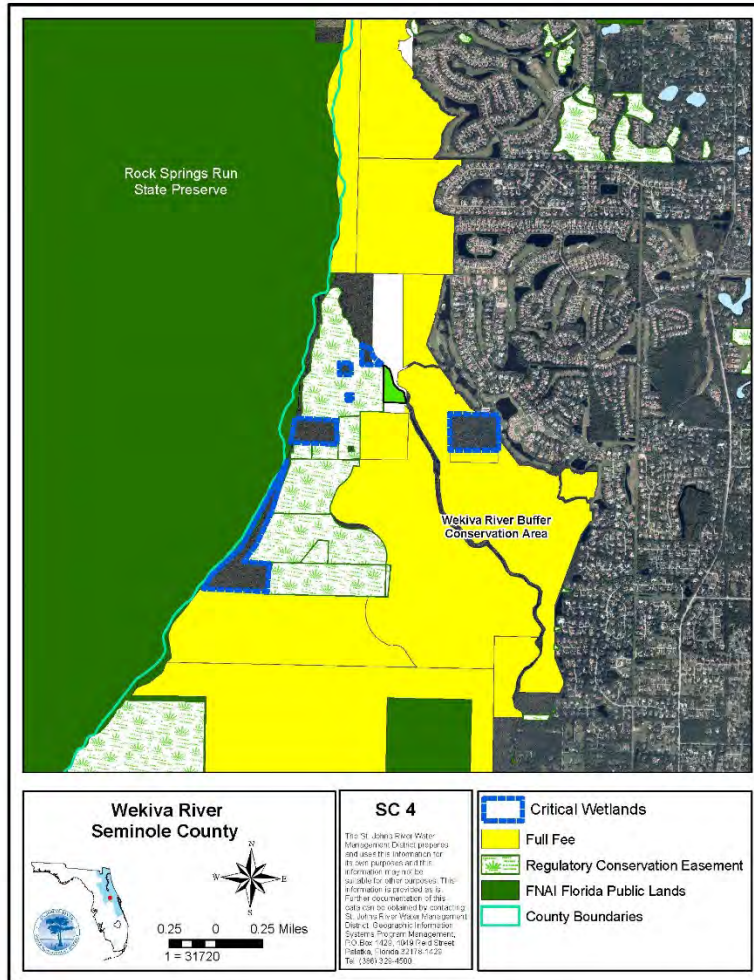 Rock Springs Run
State Preserve
Wekiva River Buffer
Conservation Area
Wekiva River
Seminole County
N
W
E
S
0.25
0
0.25 Miles
1 = 31720
SC 4
The St. Johns River Water
Management District prepares
and uses this information for
its own purposes and this
information may not be
suitable for other purposes. This
information is provided as is.
Further documentation of this
data can be obtained by contacting:
St. Johns River Water Management
District, Geographic Information
Systems Program Management,
P.O. Box 1429, 4049 Reid Street
Palatka, Florida 32178-1429
Tel: (386) 329-4500.
Critical Wetlands
Full Fee
Regulatory Conservation Easement
FNAI Florida Public Lands
County Boundaries